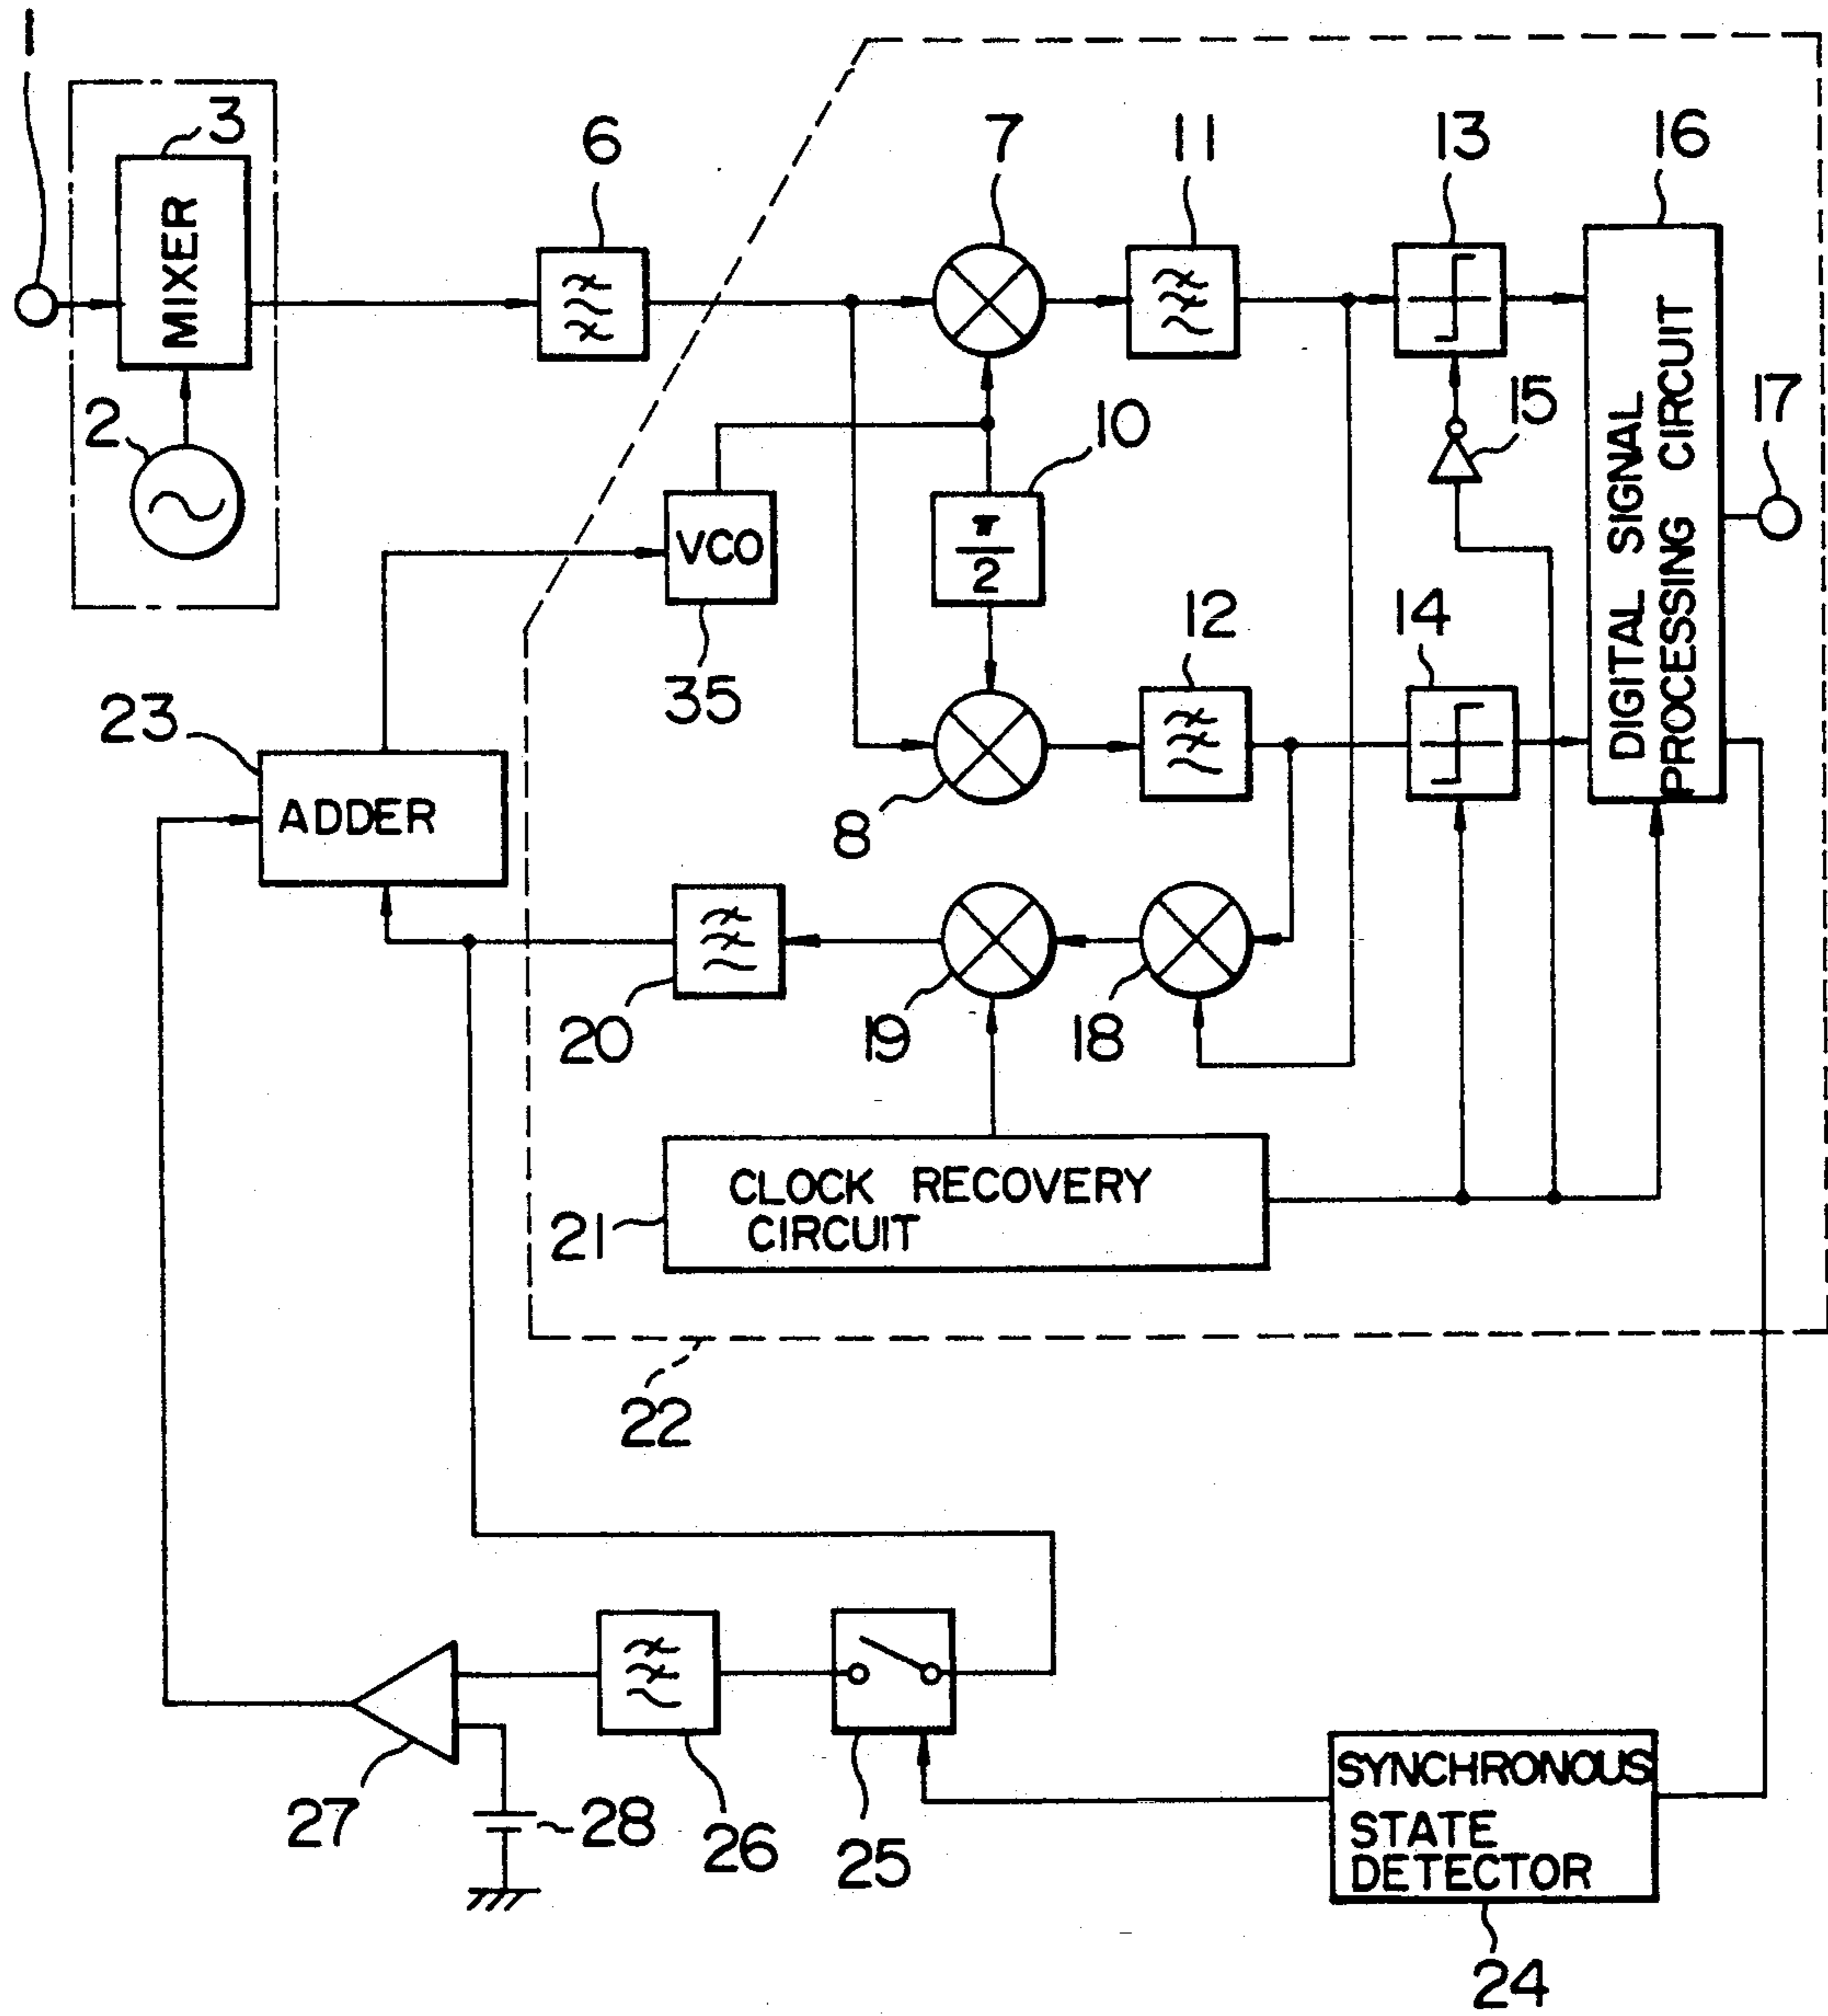 1
3
6
7
11
13
16
MIXER
2
10
15
17
VCO
π
2
35
12
14
DIGITAL SIGNAL
PROCESSING CIRCUIT
23
ADDER
8
20
19
18
CLOCK RECOVERY
CIRCUIT
21
22
27
28
26
25
SYNCHRONOUS
STATE
DETECTOR
24